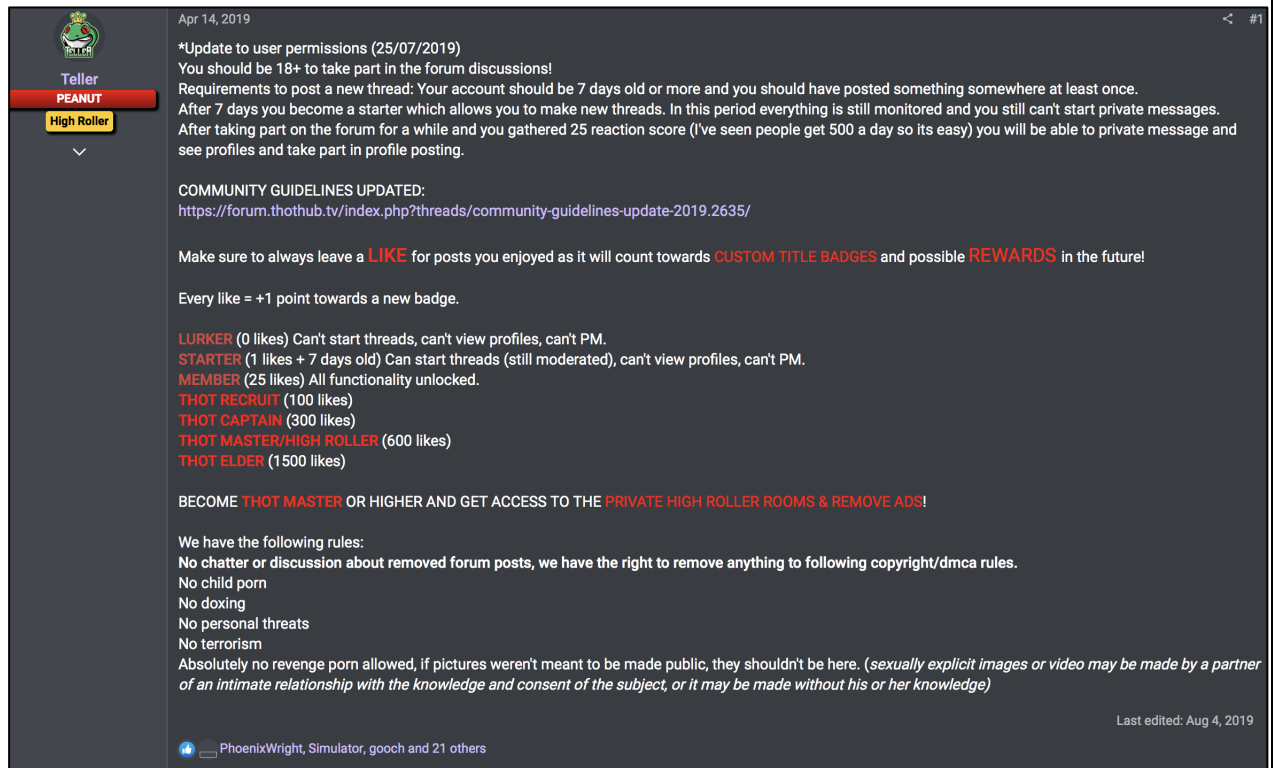 Apr 14, 2019
#1
TELLER
Teller
PEANUT
High Roller
*Update to user permissions (25/07/2019)
You should be 18+ to take part in the forum discussions!
Requirements to post a new thread: Your account should be 7 days old or more and you should have posted something somewhere at least once.
After 7 days you become a starter which allows you to make new threads. In this period everything is still monitored and you still can't start private messages.
After taking part on the forum for a while and you gathered 25 reaction score (I've seen people get 500 a day so its easy) you will be able to private message and
see profiles and take part in profile posting.
COMMUNITY GUIDELINES UPDATED:
https://forum.thothub.tv/index.php?threads/community-guidelines-update-2019.2635/
Make sure to always leave a LIKE for posts you enjoyed as it will count towards CUSTOM TITLE BADGES and possible REWARDS in the future!
Every like = +1 point towards a new badge.
LURKER (0 likes) Can't start threads, can't view profiles, can't PM.
STARTER (1 likes + 7 days old) Can start threads (still moderated), can't view profiles, can't PM.
MEMBER (25 likes) All functionality unlocked.
THOT RECRUIT (100 likes)
THOT CAPTAIN (300 likes)
THOT MASTER/HIGH ROLLER (600 likes)
THOT ELDER (1500 likes)
BECOME THOT MASTER OR HIGHER AND GET ACCESS TO THE PRIVATE HIGH ROLLER ROOMS & REMOVE ADS!
We have the following rules:
No chatter or discussion about removed forum posts, we have the right to remove anything to following copyright/dmca rules.
No child porn
No doxing
No personal threats
No terrorism
Absolutely no revenge porn allowed, if pictures weren't meant to be made public, they shouldn't be here. (sexually explicit images or video may be made by a partner
of an intimate relationship with the knowledge and consent of the subject, or it may be made without his or her knowledge)
Last edited: Aug 4, 2019
PhoenixWright, Simulator, gooch and 21 others